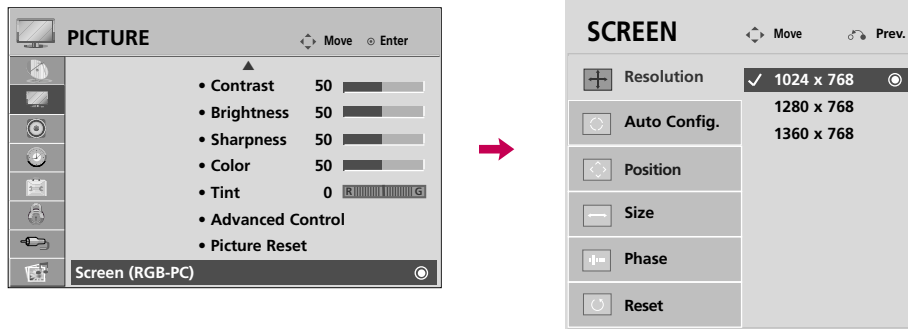 PICTURE
Move
Enter
• Contrast 50
• Brightness 50
• Sharpness 50
• Color 50
• Tint 0 R G
• Advanced Control
• Picture Reset
Screen (RGB-PC)
SCREEN
Move
Prev.
Resolution
✓ 1024 x 768
1280 x 768
1360 x 768
Auto Config.
Position
Size
Phase
Reset